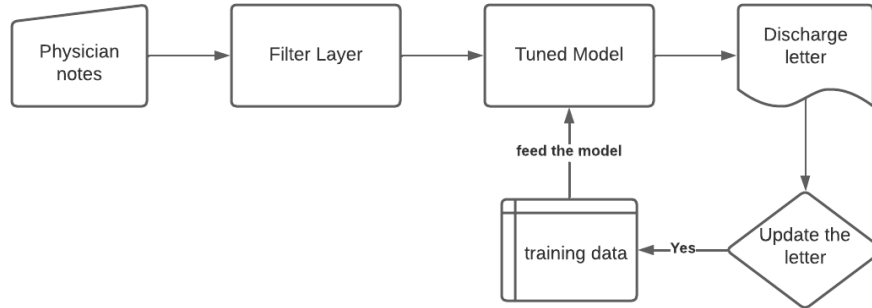 Physician
notes
Filter Layer
Tuned Model
Discharge
letter
feed the model
training data
Yes
Update the
letter